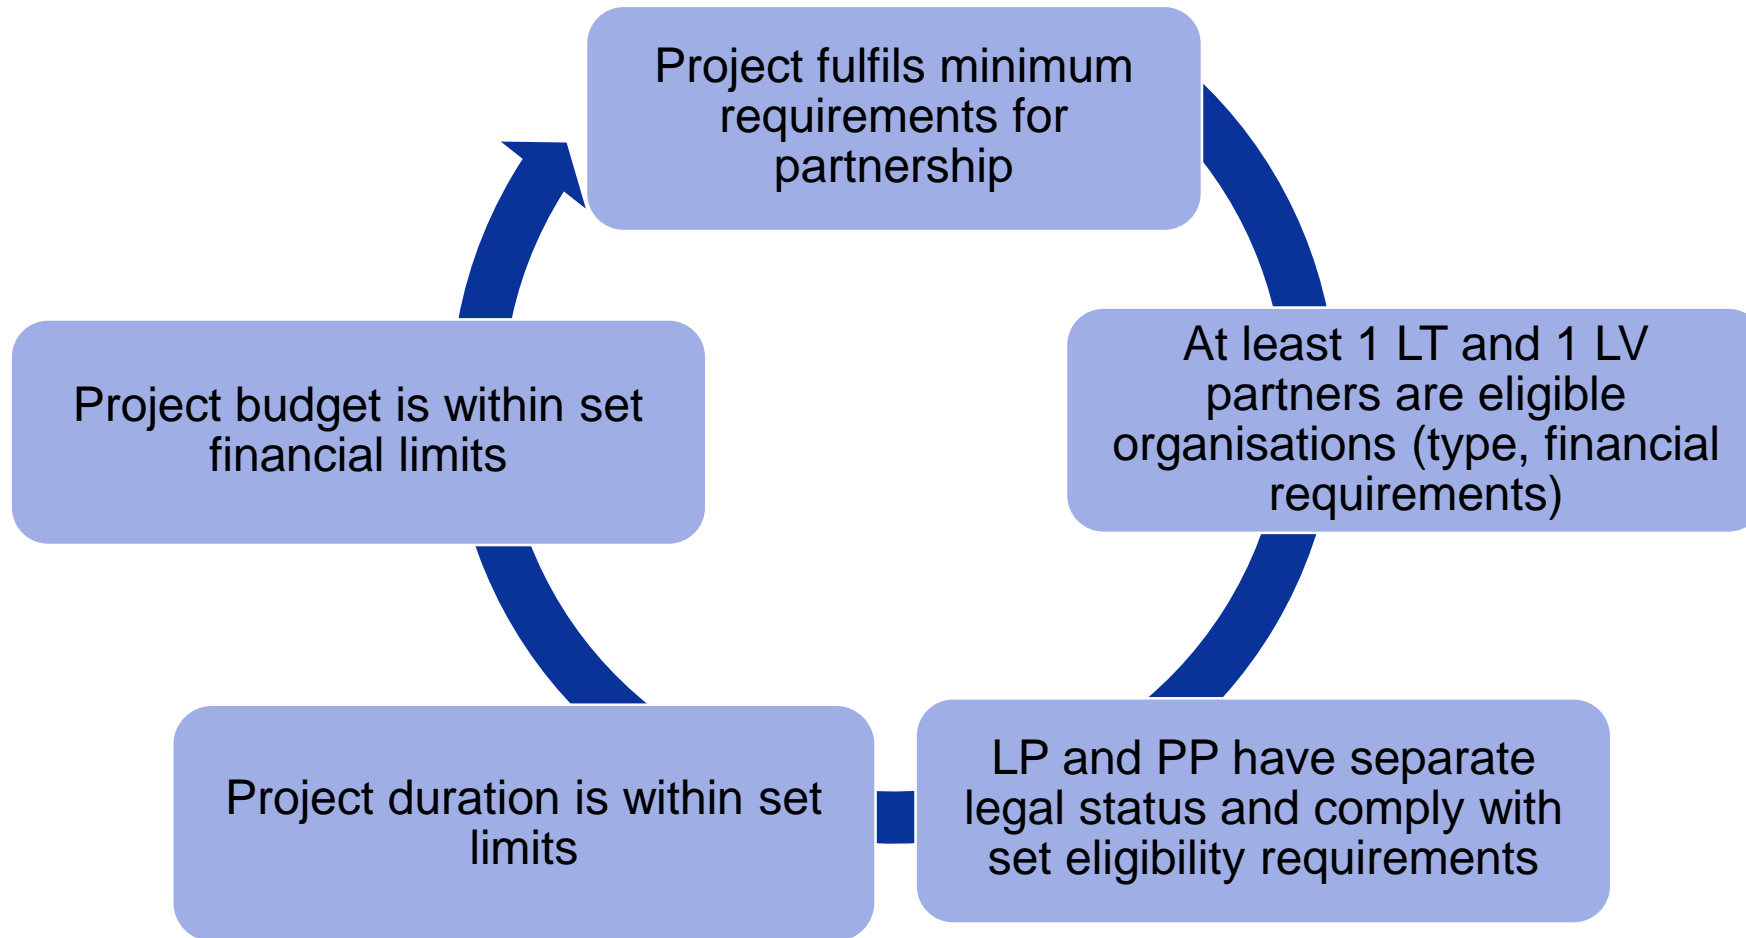 Project fulfils minimum
requirements for
partnership
At least 1 LT and 1 LV
partners are eligible
organisations (type, financial
requirements)
LP and PP have separate
legal status and comply with
set eligibility requirements
Project duration is within set
limits
Project budget is within set
financial limits